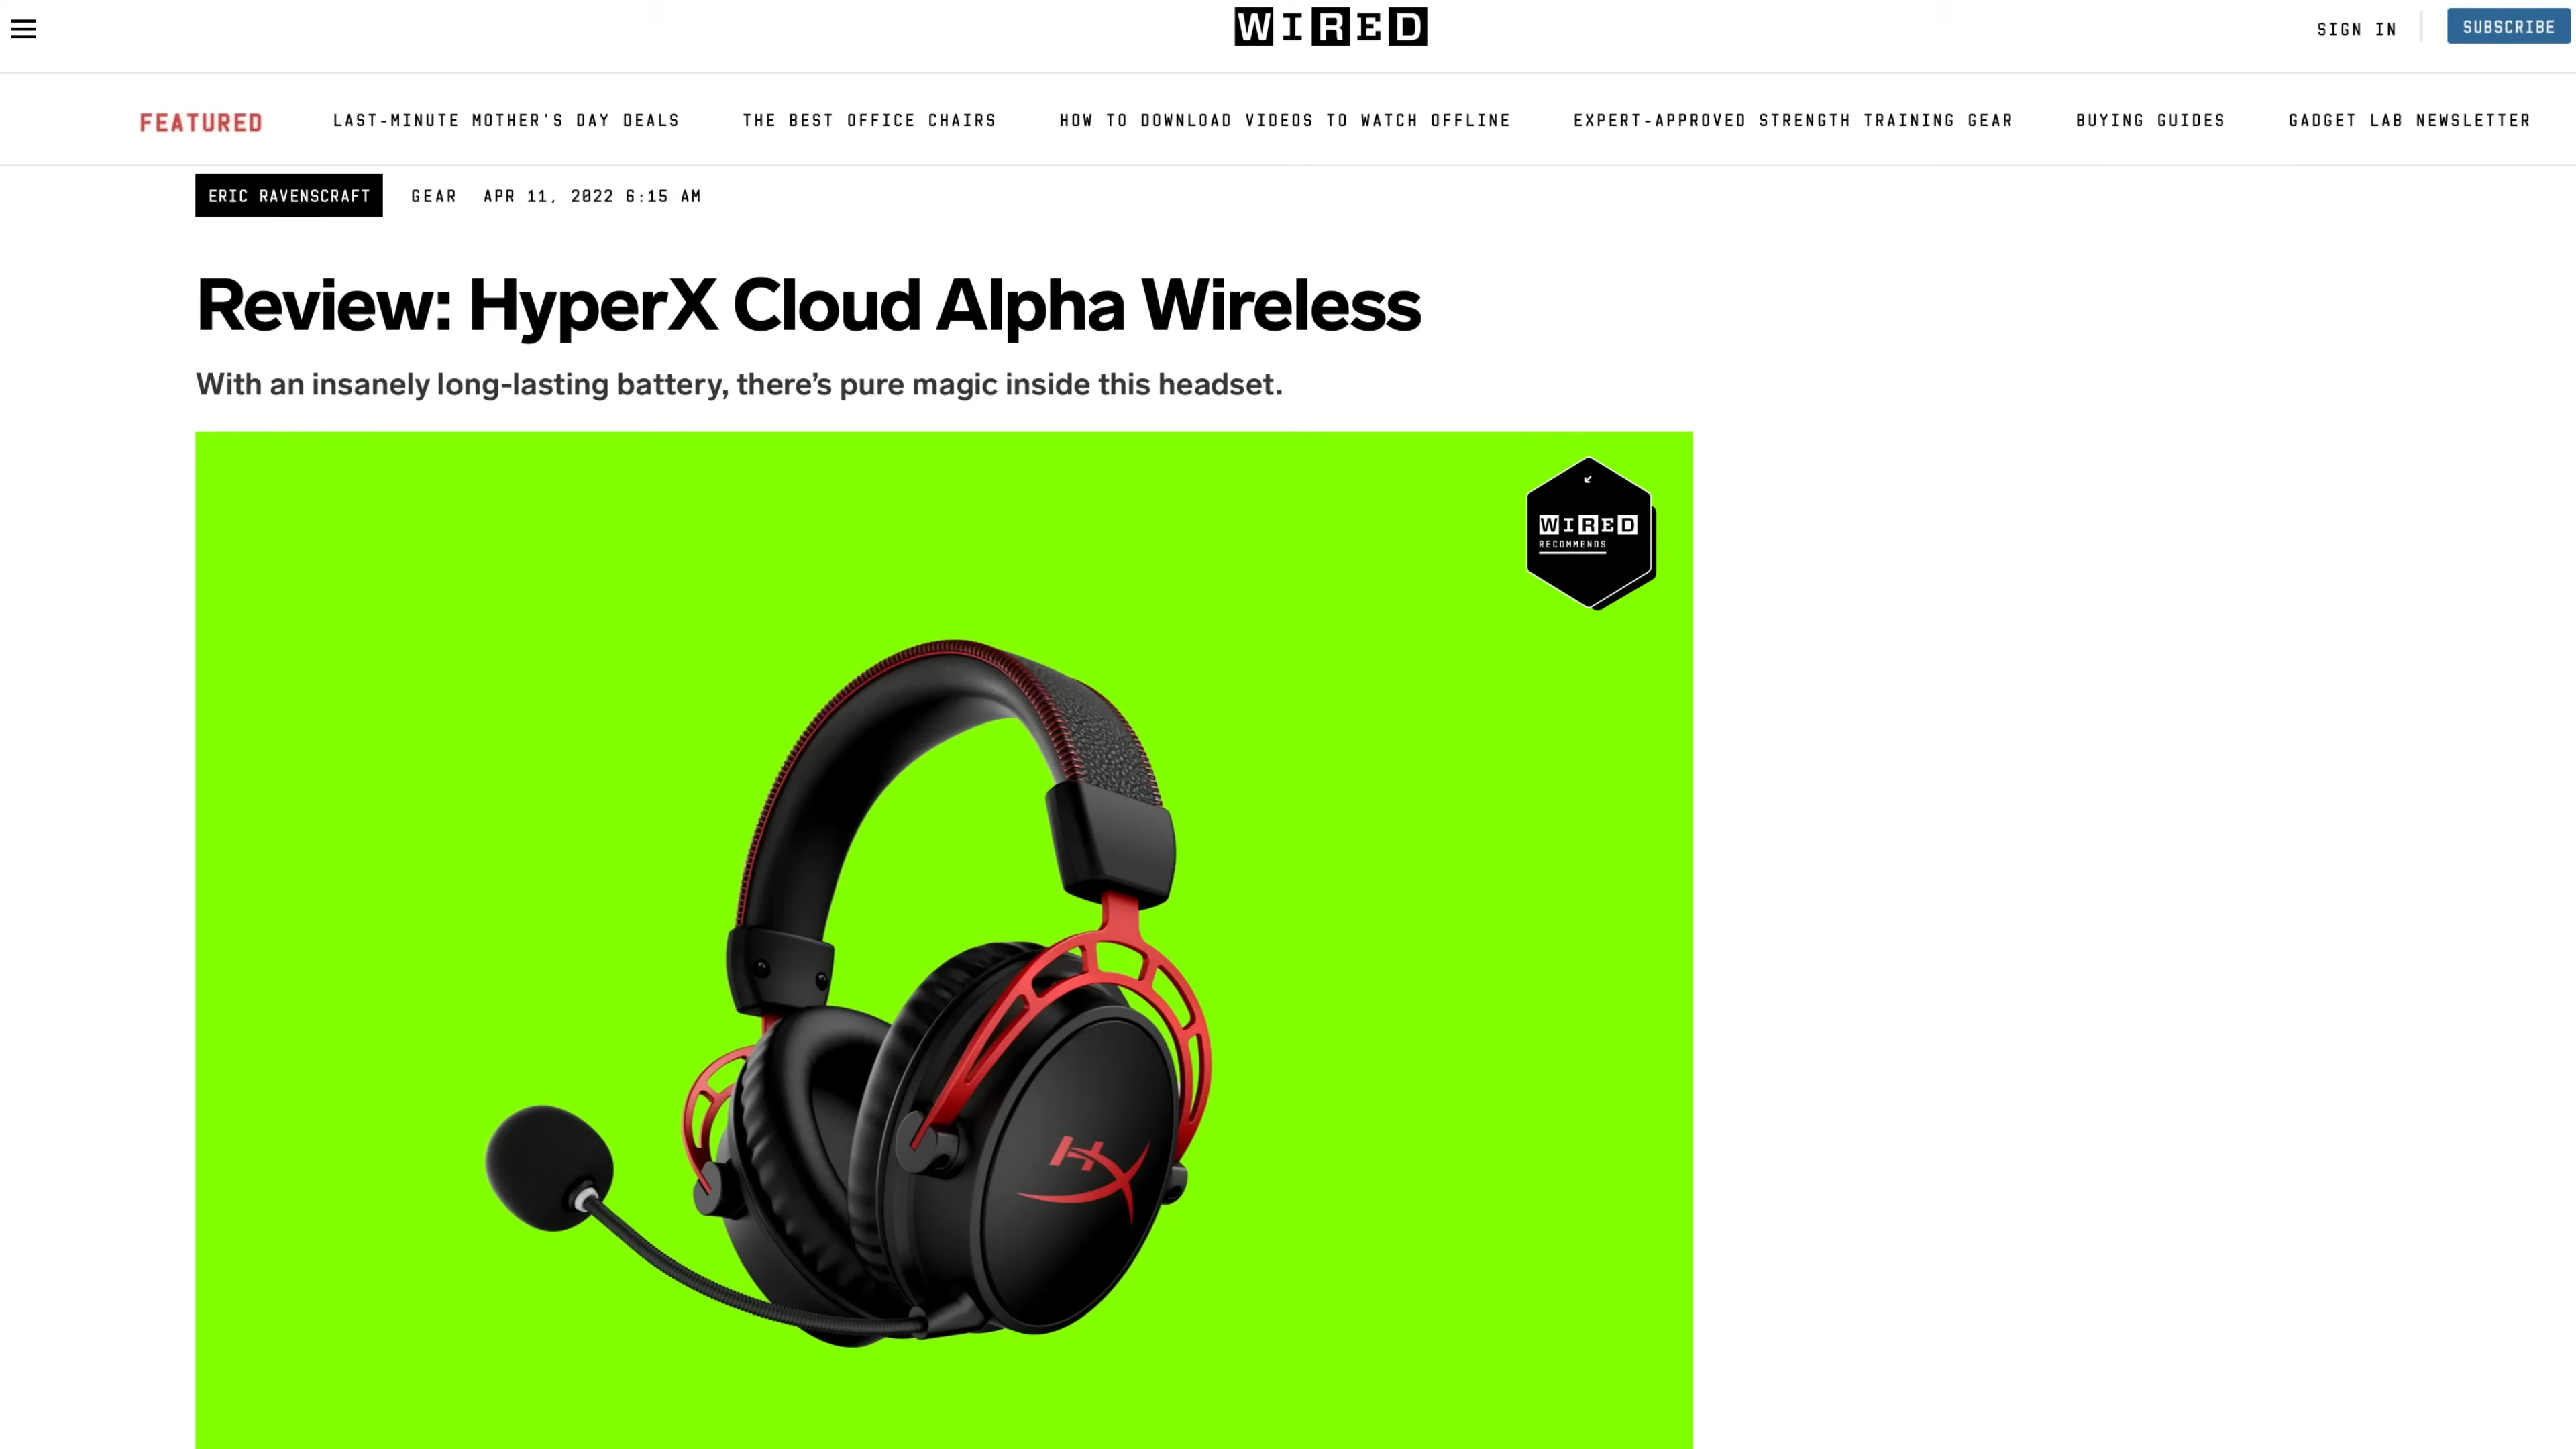 WIRED
SIGN IN
SUBSCRIBE
FEATURED
LAST-MINUTE MOTHER'S DAY DEALS
THE BEST OFFICE CHAIRS
HOW TO DOWNLOAD VIDEOS TO WATCH OFFLINE
EXPERT-APPROVED STRENGTH TRAINING GEAR
BUYING GUIDES
GADGET LAB NEWSLETTER
ERIC RAVENSCRAFT
GEAR
APR 11, 2022 6:15 AM
Review: HyperX Cloud Alpha Wireless
With an insanely long-lasting battery, there’s pure magic inside this headset.
WIRED
RECOMMENDS
HX